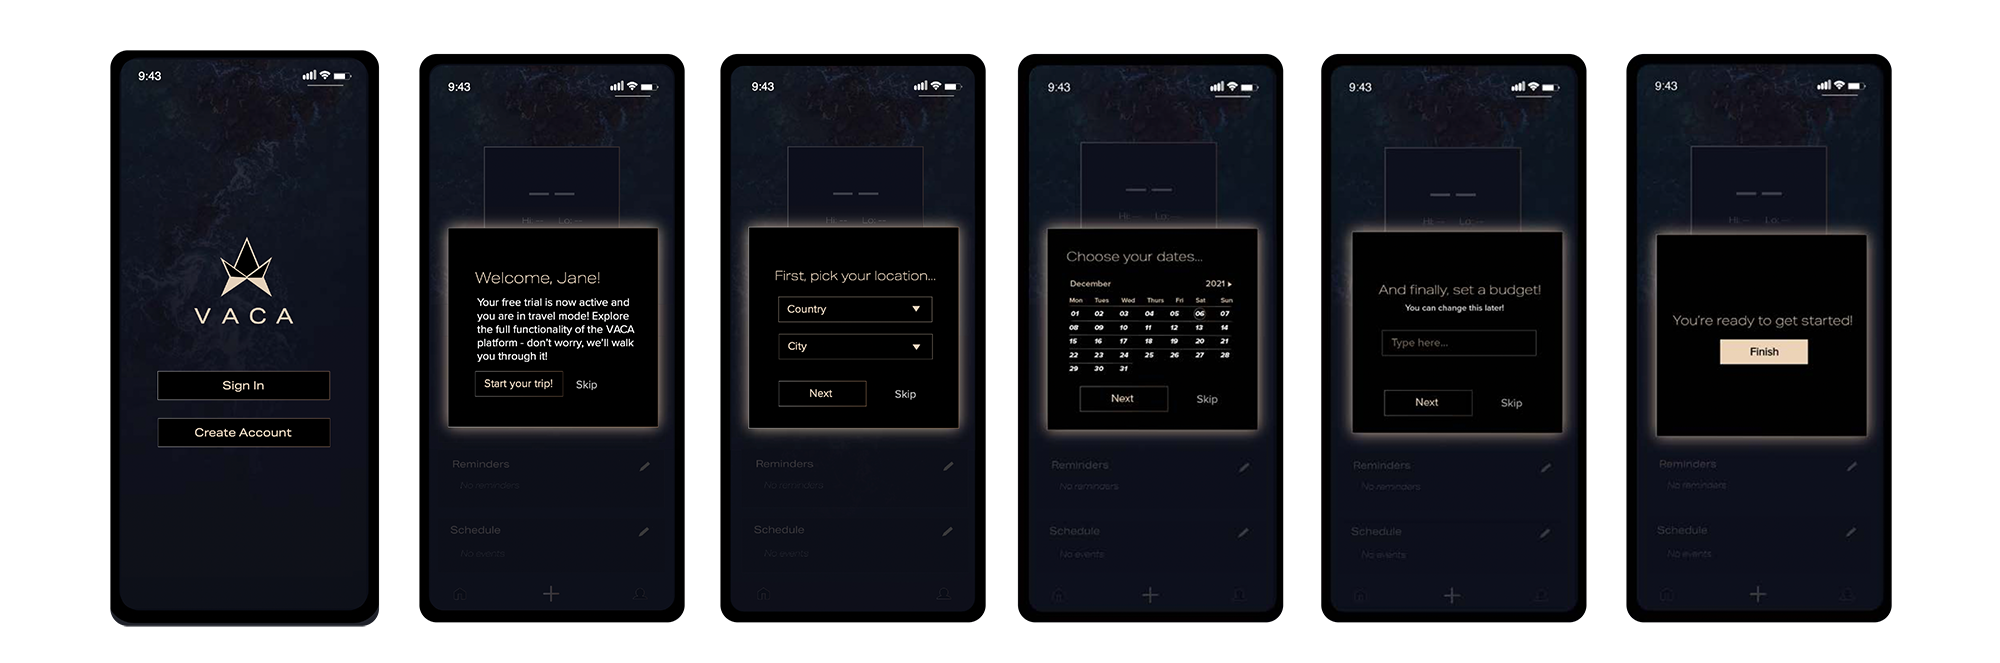 9:43
VACA
Sign In
Create Account
9:43
Hi: -- Lo: --
Welcome, Jane!
Your free trial is now active and
you are in travel mode! Explore
the full functionality of the VACA
platform - don't worry, we'll walk
you through it!
Start your trip! Skip
Reminders
No reminders
Schedule
No events
9:43
Hi: -- Lo: --
First, pick your location...
Country
City
Next Skip
Reminders
No reminders
Schedule
No events
9:43
Hi: -- Lo: --
Choose your dates...
December 2021
Mon Tues Wed Thurs Fri Sat Sun
01 02 03 04 05 06 07
08 09 10 11 12 13 14
15 16 17 18 19 20 21
22 23 24 25 26 27 28
29 30 31
Next Skip
Reminders
No reminders
Schedule
No events
9:43
Hi: -- Lo: --
And finally, set a budget!
You can change this later!
Type here...
Next Skip
Reminders
No reminders
Schedule
No events
9:43
Hi: -- Lo: --
You're ready to get started!
Finish
Reminders
No reminders
Schedule
No events